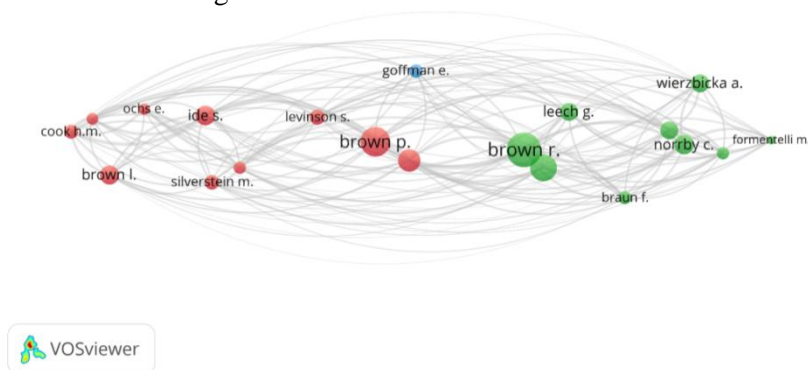 goffman e.
wierzbicka a.
ochs e.
ide s.
levinson s.
leech g.
cook h.m.
brown p.
brown r.
norrby c.
formentelli m.
brown l.
silverstein m.
braun f.
VOSviewer